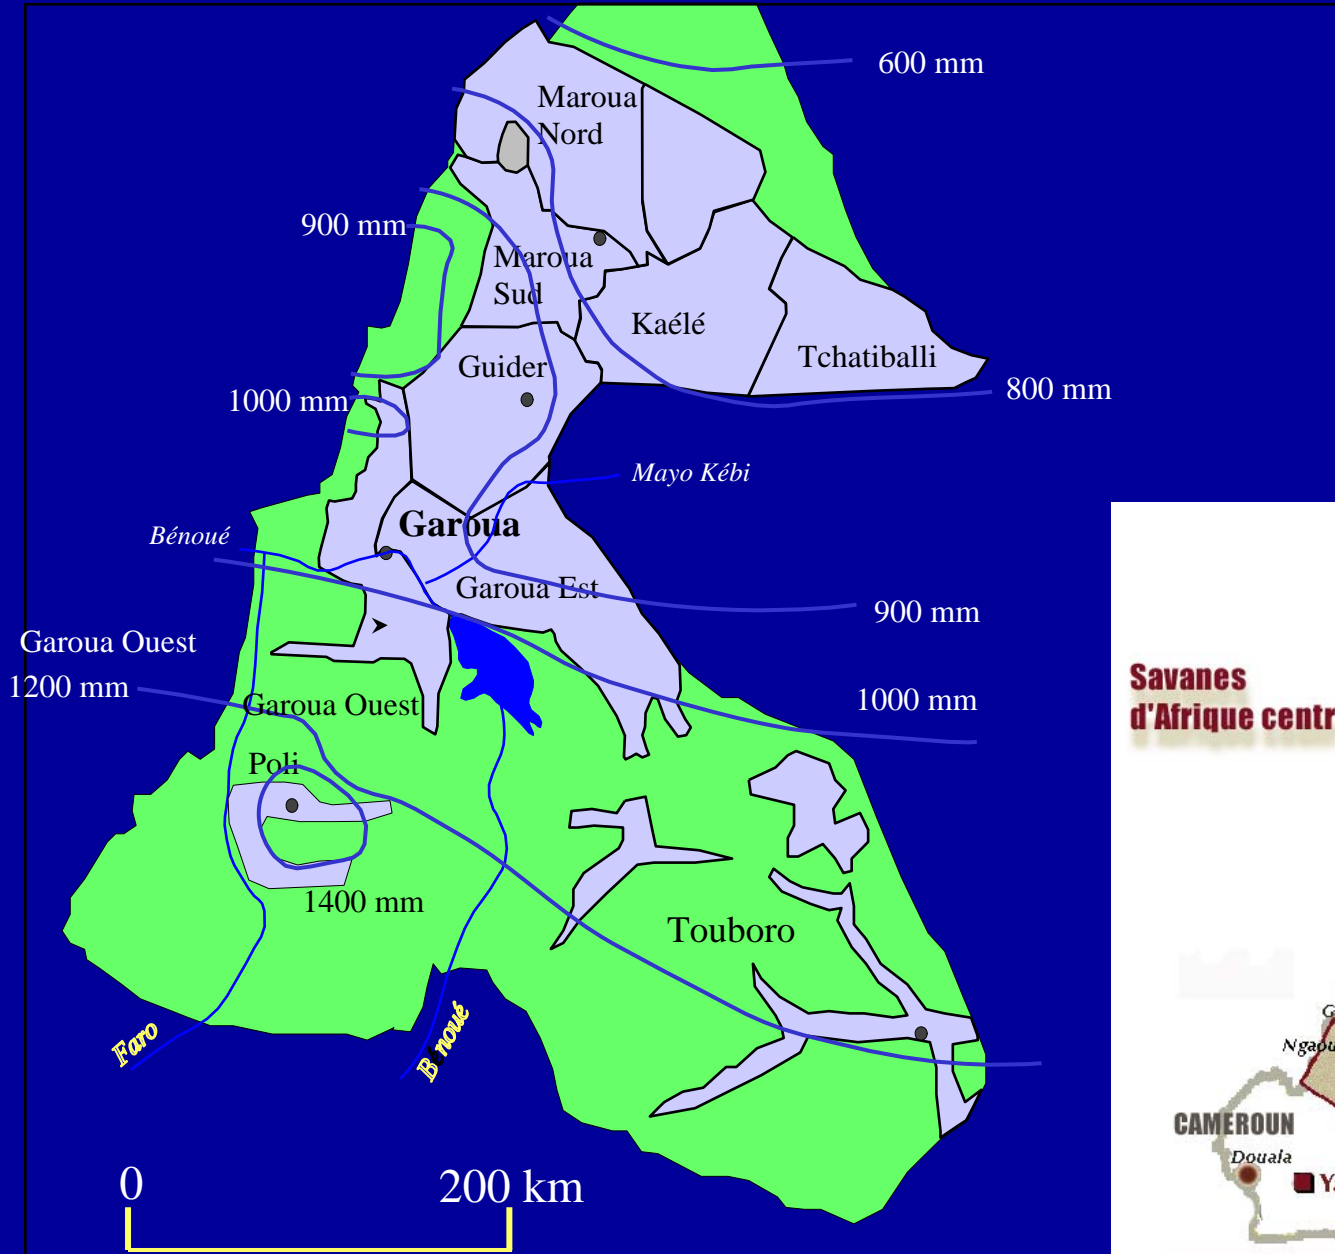 600 mm
Maroua
Nord
900 mm
Maroua
Sud
Kaélé
Tchatiballi
Guider
800 mm
1000 mm
Mayo Kébi
Garoua
Bénoué
Garoua Est
900 mm
Garoua Ouest
1200 mm
1000 mm
Garoua Ouest
Savanes
Poli
1400 mm
Touboro
Faro
Bénoué
CAMEROUN
Douala
0
200 km